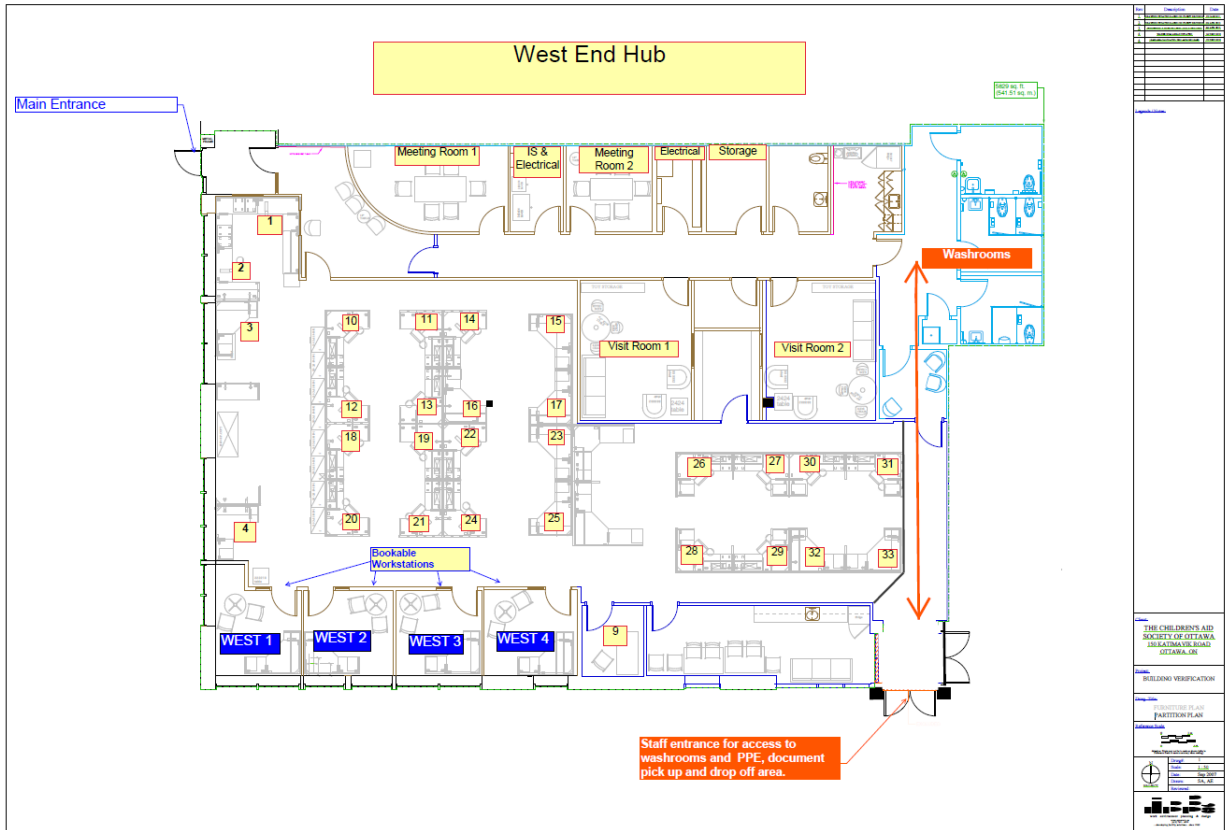 West End Hub
Rev
Description
Date
Main Entrance
(541.51 sq. m.)
Meeting Room 1
IS &
Electrical
Meeting
Room 2
Electrical
Storage
1
2
3
4
Washrooms
10
11
14
15
Visit Room 1
Visit Room 2
12
13
16
17
18
19
22
23
20
21
24
25
26
27
30
31
28
29
32
33
Bookable
Workstations
WEST 1
WEST 2
WEST 3
WEST 4
9
Staff entrance for access to
washrooms and PPE, document
pick up and drop off area.
THE CHILDREN'S AID
SOCIETY OF OTTAWA
150 KATIMAVIK ROAD
OTTAWA, ON
BUILDING VERIFICATION
FURNITURE PLAN
PARTITION PLAN
Sep 2007